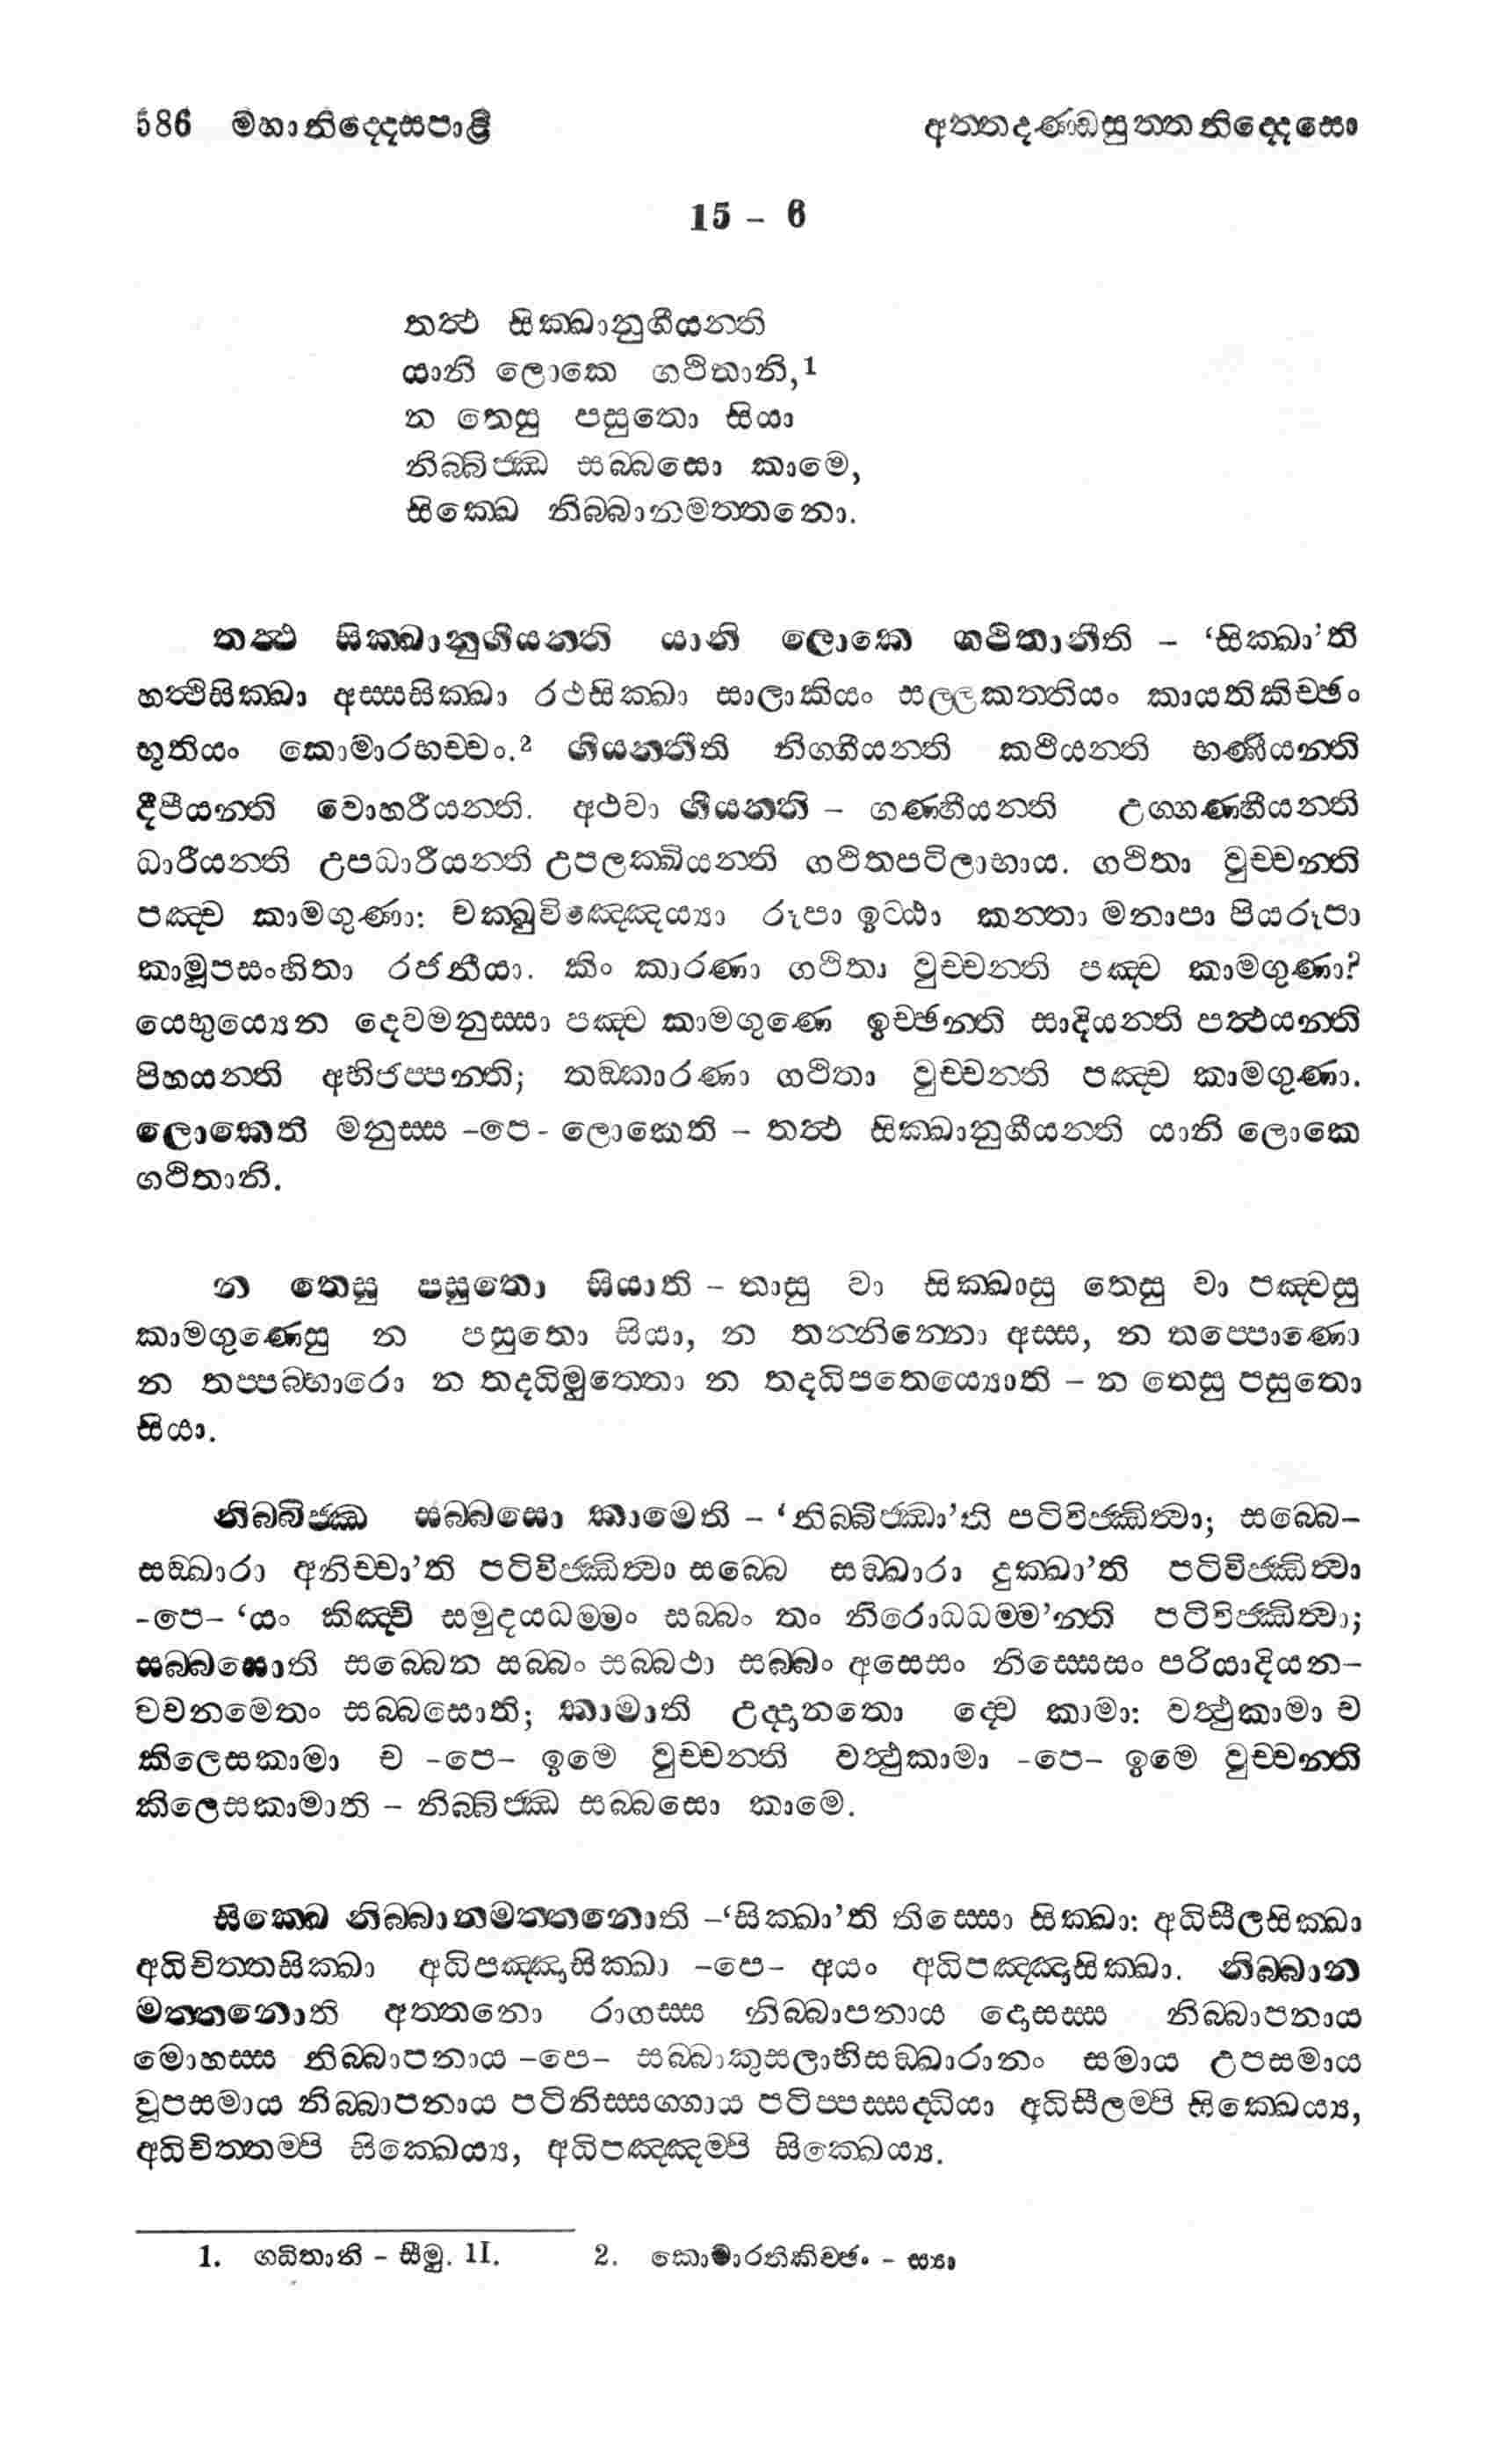 586 මහානිද්දෙසපාළි අත්තදණ්ඩසුත්තනිද්දෙසො
15 - 6
තත්ථ සික්ඛානුගීයන්ති
යානි ලොකෙ ගථිතානි,1
න තෙසු පසුතො සියා
නිබ්බිජ්ඣ සබ්බසො කාමෙ,
සික්ඛෙ නිබ්බානමත්තනො.
තත්ථ සික්ඛානුගීයන්ති යානි ලොකෙ ගථිතානීති – ‘සික්ඛා’ති
හත්ථිසික්ඛා අස්සසික්ඛා රථසික්ඛා සාලාකියං සල්ලකත්තියං කායතිකිච්ඡං
භූතියං කොමාරභච්චං.2 ගීයන්තීති නිග්ගීයන්ති කථීයන්ති භණීයන්ති
දීපීයන්ති වොහරීයන්ති. අථවා ගීයන්ති – ගණ්හීයන්ති උග්ගණ්හීයන්ති
ධාරීයන්ති උපධාරීයන්ති උපලක්ඛියන්ති ගථිතපටිලාභාය. ගථිතා වුච්චන්ති
පඤ්ච කාමගුණා: චක්ඛුවිඤ්ඤෙය්‍යා රූපා ඉට්ඨා කන්තා මනාපා පියරූපා
කාමූපසංහිතා රජනීයා. කිං කාරණා ගථිතා වුච්චන්ති පඤ්ච කාමගුණා?
යෙභුය්‍යෙන දෙවමනුස්සා පඤ්ච කාමගුණෙ ඉච්ඡන්ති සාදියන්ති පත්ථයන්ති
පිහයන්ති අභිජප්පන්ති; තඞ්කාරණා ගථිතා වුච්චන්ති පඤ්ච කාමගුණා.
ලොකෙති මනුස්ස -පෙ- ලොකෙති – තත්ථ සික්ඛානුගීයන්ති යානි ලොකෙ
ගථිතානි.
න තෙසු පසුතො සියාති – තාසු වා සික්ඛාසු තෙසු වා පඤ්චසු
කාමගුණෙසු න පසුතො සියා, න තන්නින්නො අස්ස, න තප්පොණො
න තප්පබ්භාරො න තදධිමුත්තො න තදධිපතෙය්‍යොති – න තෙසු පසුතො
සියා.
නිබ්බිජ්ඣ සබ්බසො කාමෙති – ‘නිබ්බිජ්ඣා’ති පටිවිජ්ඣිත්වා; සබ්බෙ-
සඞ්ඛාරා අනිච්චා’ති පටිවිජ්ඣිත්වා සබ්බෙ සඞ්ඛාරා දුක්ඛා’ති පටිවිජ්ඣිත්වා
-පෙ- ‘යං කිඤ්චි සමුදයධම්මං සබ්බං තං නිරොධධම්ම’න්ති පටිවිජ්ඣිත්වා;
සබ්බසොති සබ්බෙන සබ්බං සබ්බථා සබ්බං අසෙසං නිස්සෙසං පරියාදියන-
වචනමෙතං සබ්බසොති; කාමාති උද්දානතො ද්වෙ කාමා: වත්ථුකාමා ච
කිලෙසකාමා ච -පෙ- ඉමෙ වුච්චන්ති වත්ථුකාමා -පෙ- ඉමෙ වුච්චන්ති
කිලෙසකාමාති – නිබ්බිජ්ඣ සබ්බසො කාමෙ.
සික්ඛෙ නිබ්බානමත්තනොති –‘සික්ඛා’ති තිස්සො සික්ඛා: අධිසීලසික්ඛා
අධිචිත්තසික්ඛා අධිපඤ්ඤාසික්ඛා -පෙ- අයං අධිපඤ්ඤාසික්ඛා. නිබ්බාන
මත්තනොති අත්තනො රාගස්ස නිබ්බාපනාය දොසස්ස නිබ්බාපනාය
මොහස්ස නිබ්බාපනාය -පෙ- සබ්බාකුසලාභිසඞ්ඛාරානං සමාය උපසමාය
වූපසමාය නිබ්බාපනාය පටිනිස්සග්ගාය පටිප්පස්සද්ධියා අධිසීලම්පි සික්ඛෙය්‍ය,
අධිචිත්තම්පි සික්ඛෙය්‍ය, අධිපඤ්ඤම්පි සික්ඛෙය්‍ය.
1. ගධිතානි – සීමු. II. 2. කොමාරතිකිච්ඡං – ස්‍යා